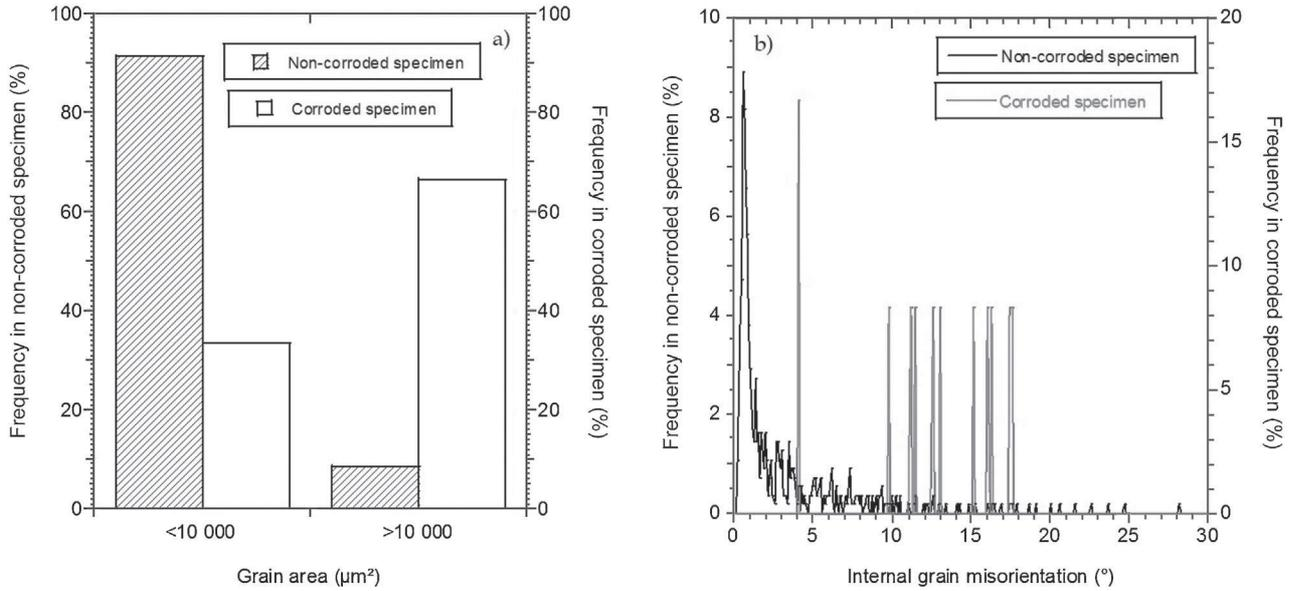 a)
Non-corroded specimen
Corroded specimen
Frequency in non-corroded specimen (%)
100
80
60
40
20
0
100
80
60
40
20
0
Frequency in corroded specimen (%)
<10 000
>10 000
Grain area (µm²)
b)
Non-corroded specimen
Corroded specimen
Frequency in non-corroded specimen (%)
10
8
6
4
2
0
20
15
10
5
0
Frequency in corroded specimen (%)
0 5 10 15 20 25 30
Internal grain misorientation (°)